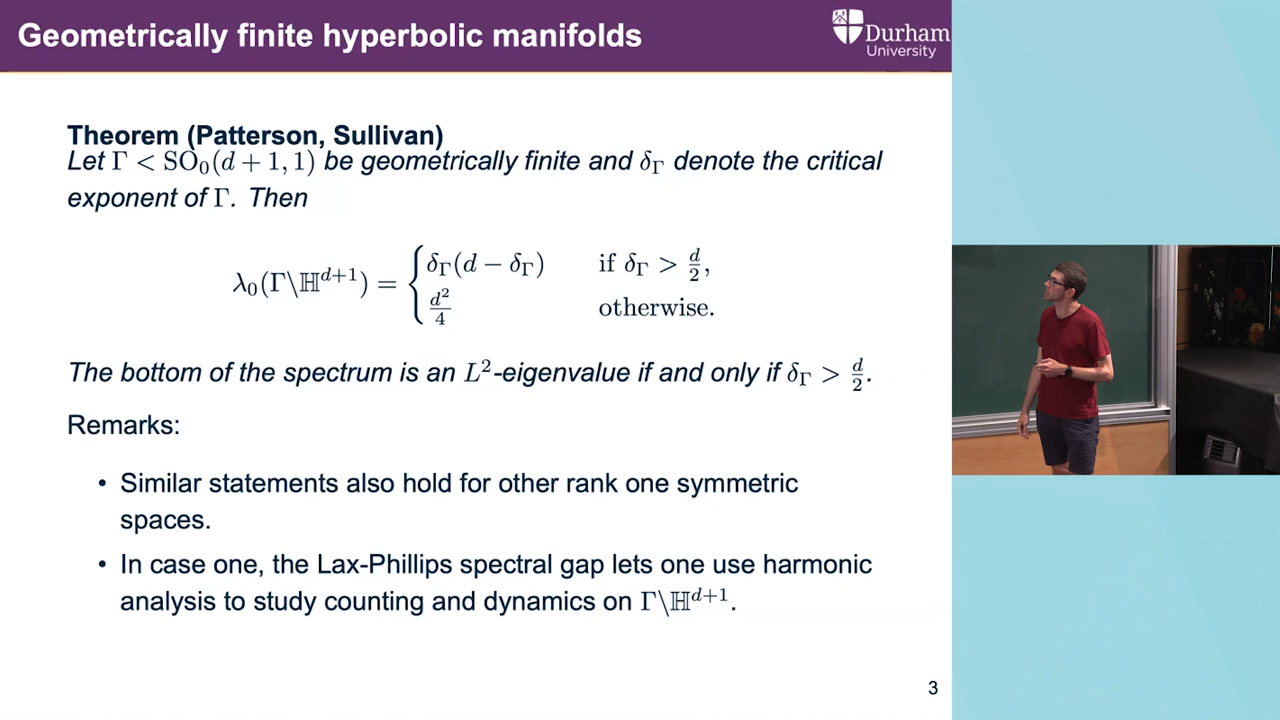 Geometrically finite hyperbolic manifolds
Durham
University
Theorem (Patterson, Sullivan)
Let Γ < SO₀(d + 1, 1) be geometrically finite and δ_Γ denote the critical
exponent of Γ. Then
λ₀(Γ\ℍ^{d+1}) = { δ_Γ(d − δ_Γ) if δ_Γ > d/2,
d²/4 otherwise.
The bottom of the spectrum is an L²-eigenvalue if and only if δ_Γ > d/2.
Remarks:
• Similar statements also hold for other rank one symmetric
spaces.
• In case one, the Lax-Phillips spectral gap lets one use harmonic
analysis to study counting and dynamics on Γ\ℍ^{d+1}.
3